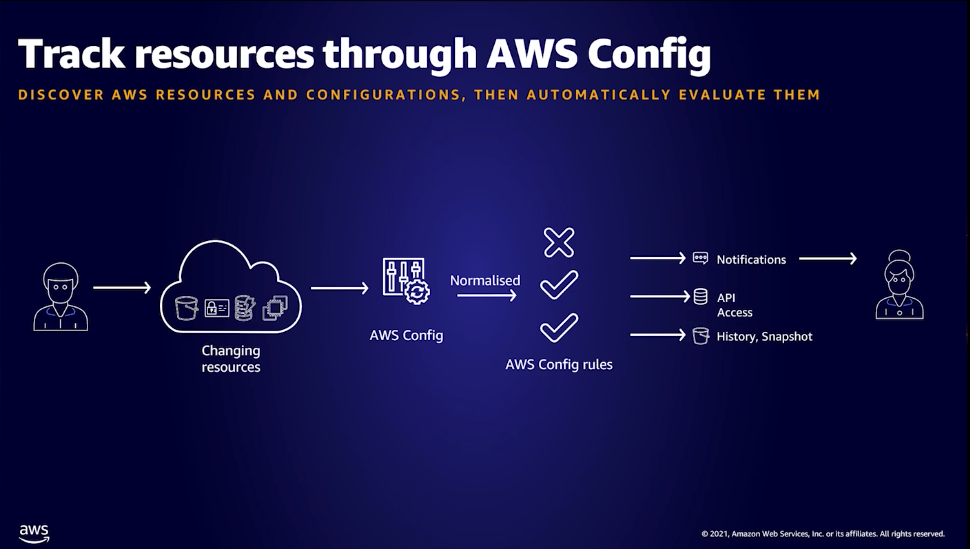 Track resources through AWS Config
DISCOVER AWS RESOURCES AND CONFIGURATIONS, THEN AUTOMATICALLY EVALUATE THEM
Changing
resources
AWS Config
Normalised
AWS Config rules
Notifications
API
Access
History, Snapshot
aws
© 2021, Amazon Web Services, Inc. or its affiliates. All rights reserved.